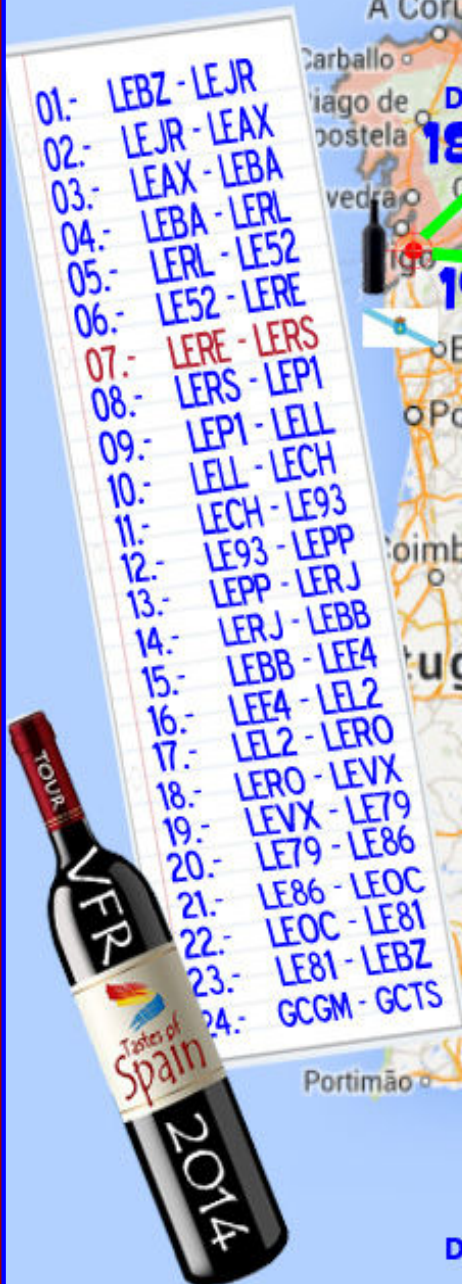 A Coru
Carballo
iago de
postela
D
18
vedra
igo
1
E
Po
oimb
tug
Portimão
D
01.- LEBZ - LEJR
02.- LEJR - LEAX
03.- LEAX - LEBA
04.- LEBA - LERL
05.- LERL - LE52
06.- LE52 - LERE
07.- LERE - LERS
08.- LERS - LEP1
09.- LEP1 - LELL
10.- LELL - LECH
11.- LECH - LE93
12.- LE93 - LEPP
13.- LEPP - LERJ
14.- LERJ - LEBB
15.- LEBB - LEE4
16.- LEE4 - LEL2
17.- LEL2 - LERO
18.- LERO - LEVX
19.- LEVX - LE79
20.- LE79 - LE86
21.- LE86 - LEOC
22.- LEOC - LE81
23.- LE81 - LEBZ
24.- GCGM - GCTS
TOUR
VFR
Tastes of
Spain
2014